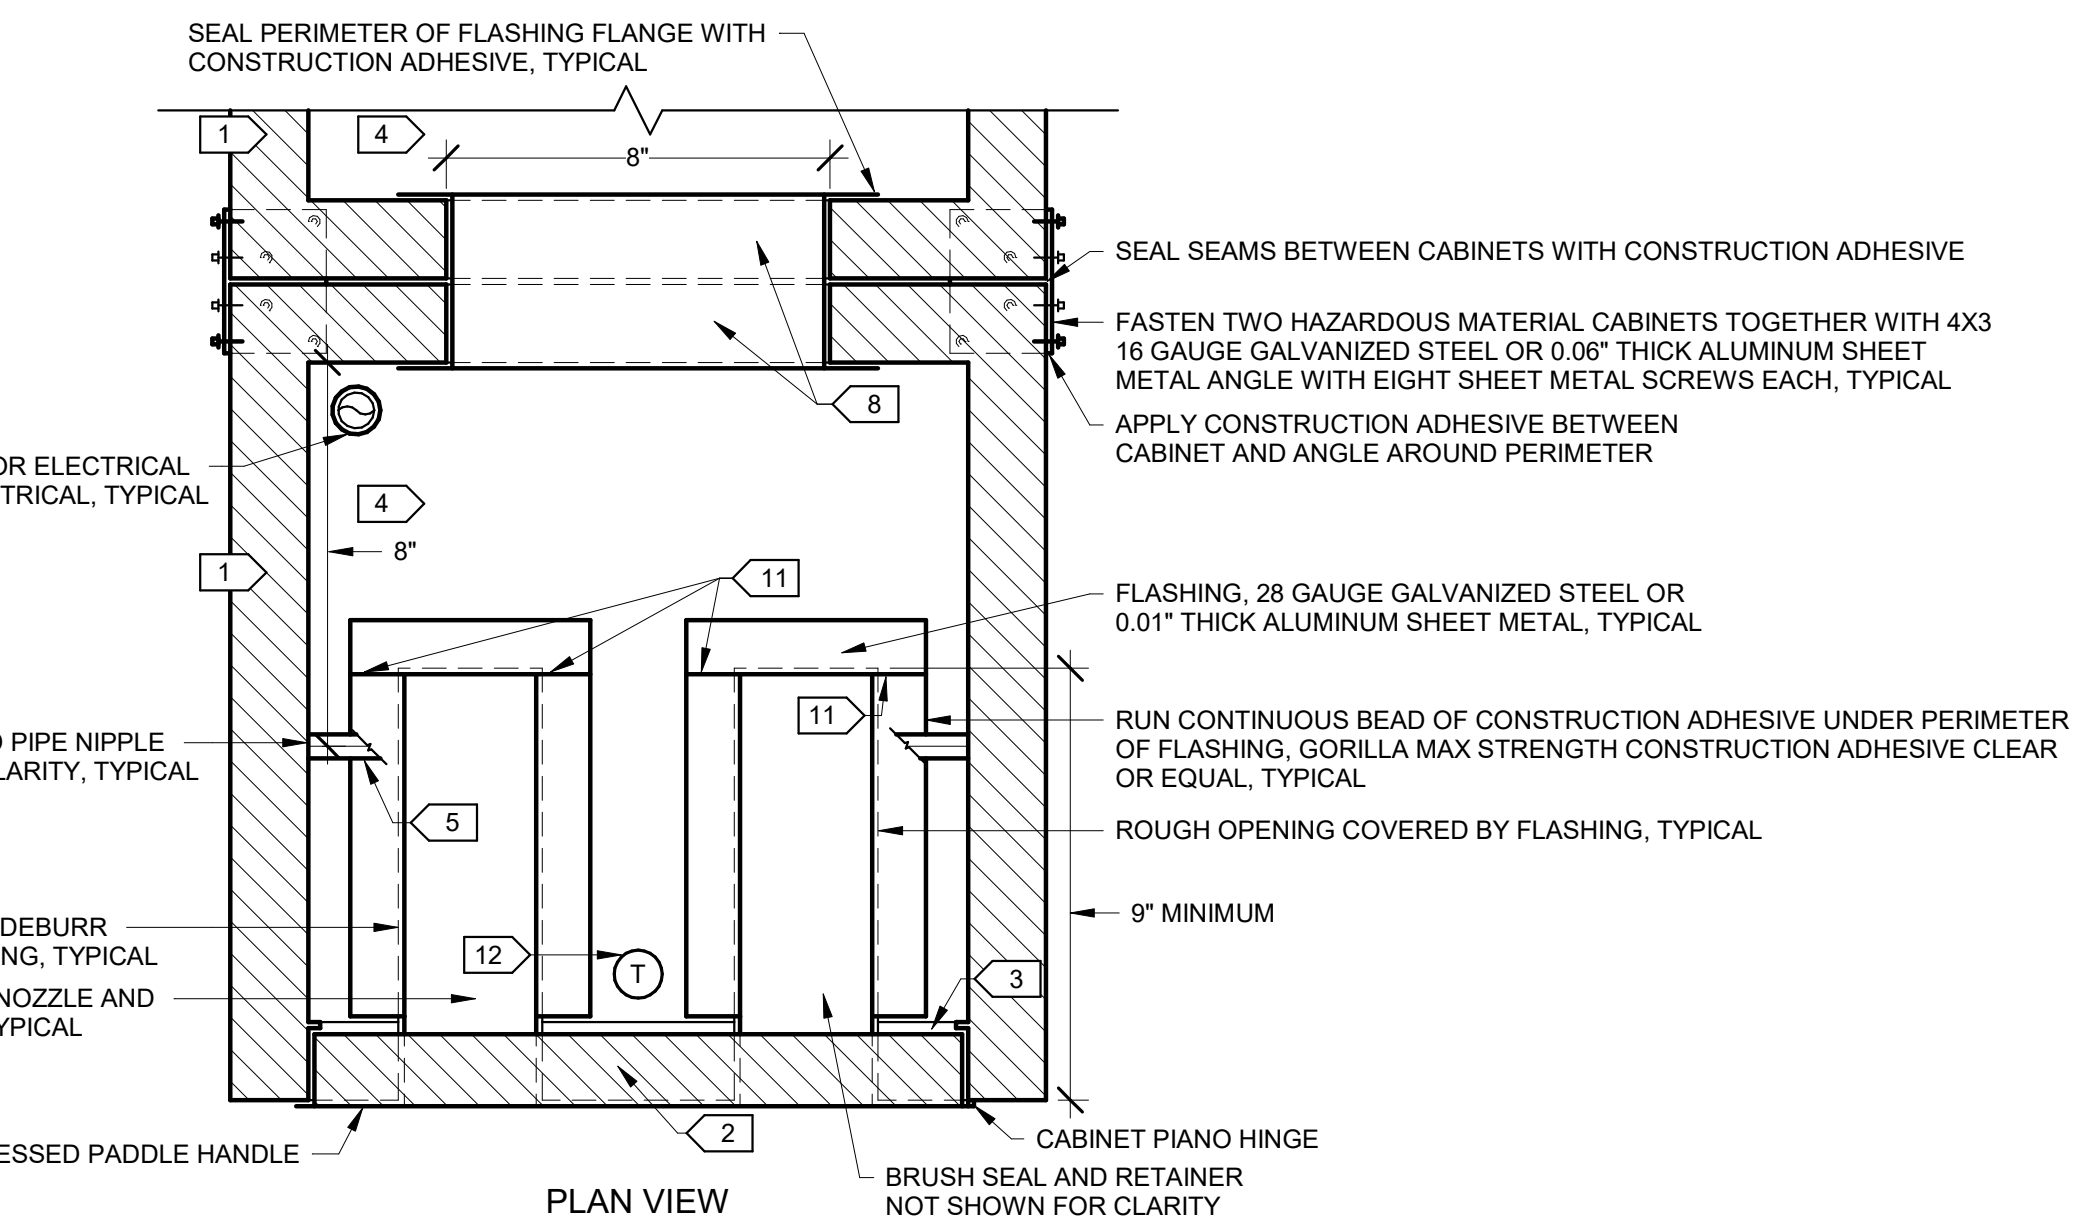 SEAL PERIMETER OF FLASHING FLANGE WITH
CONSTRUCTION ADHESIVE, TYPICAL
1
4
8"
SEAL SEAMS BETWEEN CABINETS WITH CONSTRUCTION ADHESIVE
FASTEN TWO HAZARDOUS MATERIAL CABINETS TOGETHER WITH 4X3
16 GAUGE GALVANIZED STEEL OR 0.06" THICK ALUMINUM SHEET
METAL ANGLE WITH EIGHT SHEET METAL SCREWS EACH, TYPICAL
8
APPLY CONSTRUCTION ADHESIVE BETWEEN
CABINET AND ANGLE AROUND PERIMETER
OR ELECTRICAL
TRICAL, TYPICAL
4
8"
1
11
FLASHING, 28 GAUGE GALVANIZED STEEL OR
0.01" THICK ALUMINUM SHEET METAL, TYPICAL
11
RUN CONTINUOUS BEAD OF CONSTRUCTION ADHESIVE UNDER PERIMETER
OF FLASHING, GORILLA MAX STRENGTH CONSTRUCTION ADHESIVE CLEAR
OR EQUAL, TYPICAL
PIPE NIPPLE
LARITY, TYPICAL
5
ROUGH OPENING COVERED BY FLASHING, TYPICAL
9" MINIMUM
DEBURR
NG, TYPICAL
12
T
3
NOZZLE AND
YPICAL
2
ESSED PADDLE HANDLE
CABINET PIANO HINGE
BRUSH SEAL AND RETAINER
NOT SHOWN FOR CLARITY
PLAN VIEW